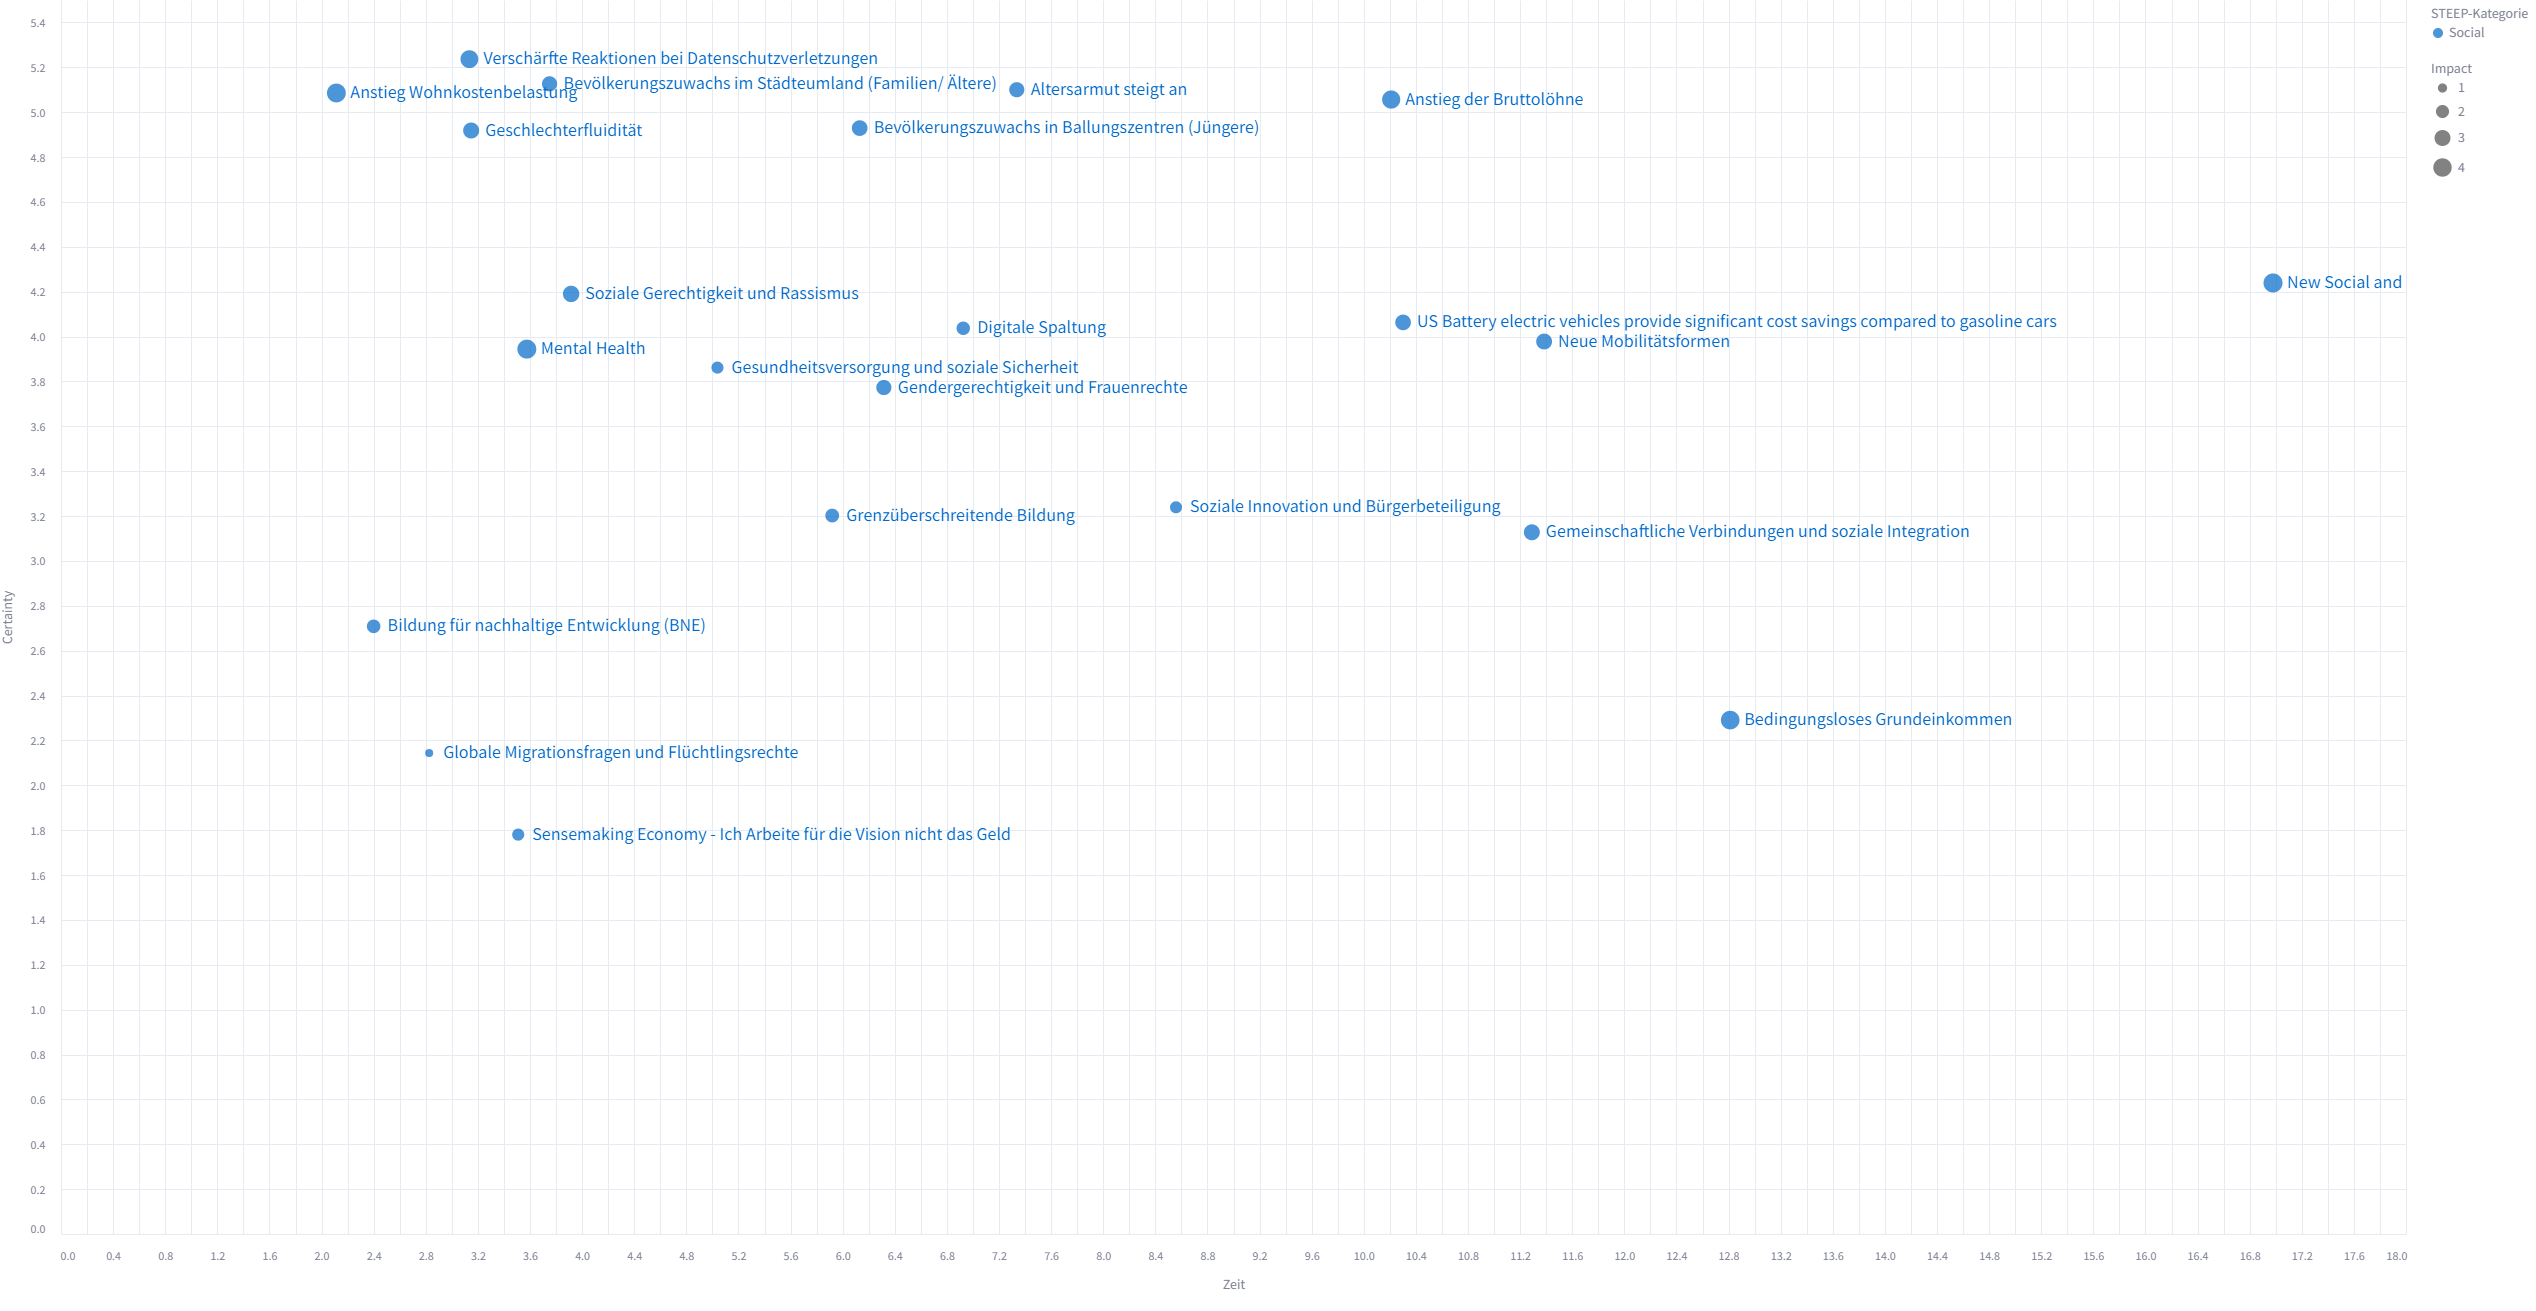 STEEP-Kategorie
Social
Impact
1
2
3
4
5.4
5.2
5.0
4.8
4.6
4.4
4.2
4.0
3.8
3.6
3.4
3.2
3.0
2.8
2.6
2.4
2.2
2.0
1.8
1.6
1.4
1.2
1.0
0.8
0.6
0.4
0.2
0.0
Certainty
Verschärfte Reaktionen bei Datenschutzverletzungen
Bevölkerungszuwachs im Städteumland (Familien/ Ältere)
Altersarmut steigt an
Anstieg Wohnkostenbelastung
Anstieg der Bruttolöhne
Geschlechterfluidität
Bevölkerungszuwachs in Ballungszentren (Jüngere)
New Social and
Soziale Gerechtigkeit und Rassismus
US Battery electric vehicles provide significant cost savings compared to gasoline cars
Digitale Spaltung
Neue Mobilitätsformen
Mental Health
Gesundheitsversorgung und soziale Sicherheit
Gendergerechtigkeit und Frauenrechte
Soziale Innovation und Bürgerbeteiligung
Grenzüberschreitende Bildung
Gemeinschaftliche Verbindungen und soziale Integration
Bildung für nachhaltige Entwicklung (BNE)
Bedingungsloses Grundeinkommen
Globale Migrationsfragen und Flüchtlingsrechte
Sensemaking Economy - Ich Arbeite für die Vision nicht das Geld
0.0 0.4 0.8 1.2 1.6 2.0 2.4 2.8 3.2 3.6 4.0 4.4 4.8 5.2 5.6 6.0 6.4 6.8 7.2 7.6 8.0 8.4 8.8 9.2 9.6 10.0 10.4 10.8 11.2 11.6 12.0 12.4 12.8 13.2 13.6 14.0 14.4 14.8 15.2 15.6 16.0 16.4 16.8 17.2 17.6 18.0
Zeit